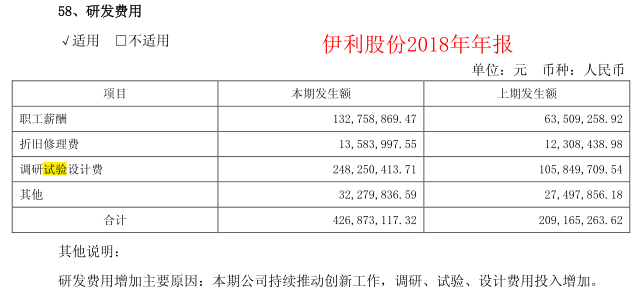 58、研发费用
√适用 □不适用
伊利股份2018年年报
单位：元 币种：人民币
项目 本期发生额 上期发生额
职工薪酬 132,758,869.47 63,509,258.92
折旧修理费 13,583,997.55 12,308,438.98
调研试验设计费 248,250,413.71 105,849,709.54
其他 32,279,836.59 27,497,856.18
合计 426,873,117.32 209,165,263.62
其他说明：
研发费用增加主要原因：本期公司持续推动创新工作，调研、试验、设计费用投入增加。